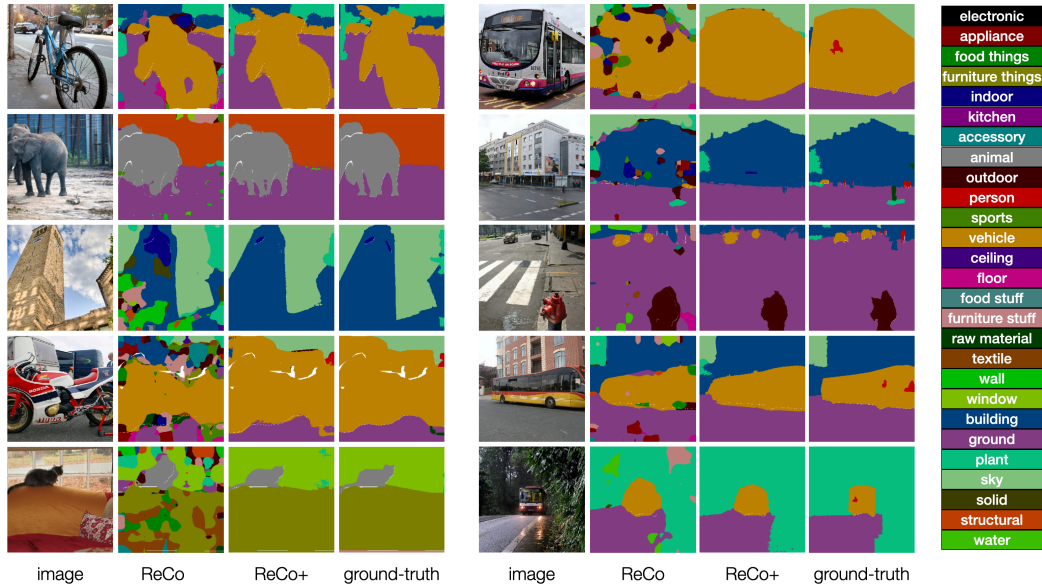 image
ReCo
ReCo+
ground-truth
image
ReCo
ReCo+
ground-truth
electronic
appliance
food things
furniture things
indoor
kitchen
accessory
animal
outdoor
person
sports
vehicle
ceiling
floor
food stuff
furniture stuff
raw material
textile
wall
window
building
ground
plant
sky
solid
structural
water
HONDA